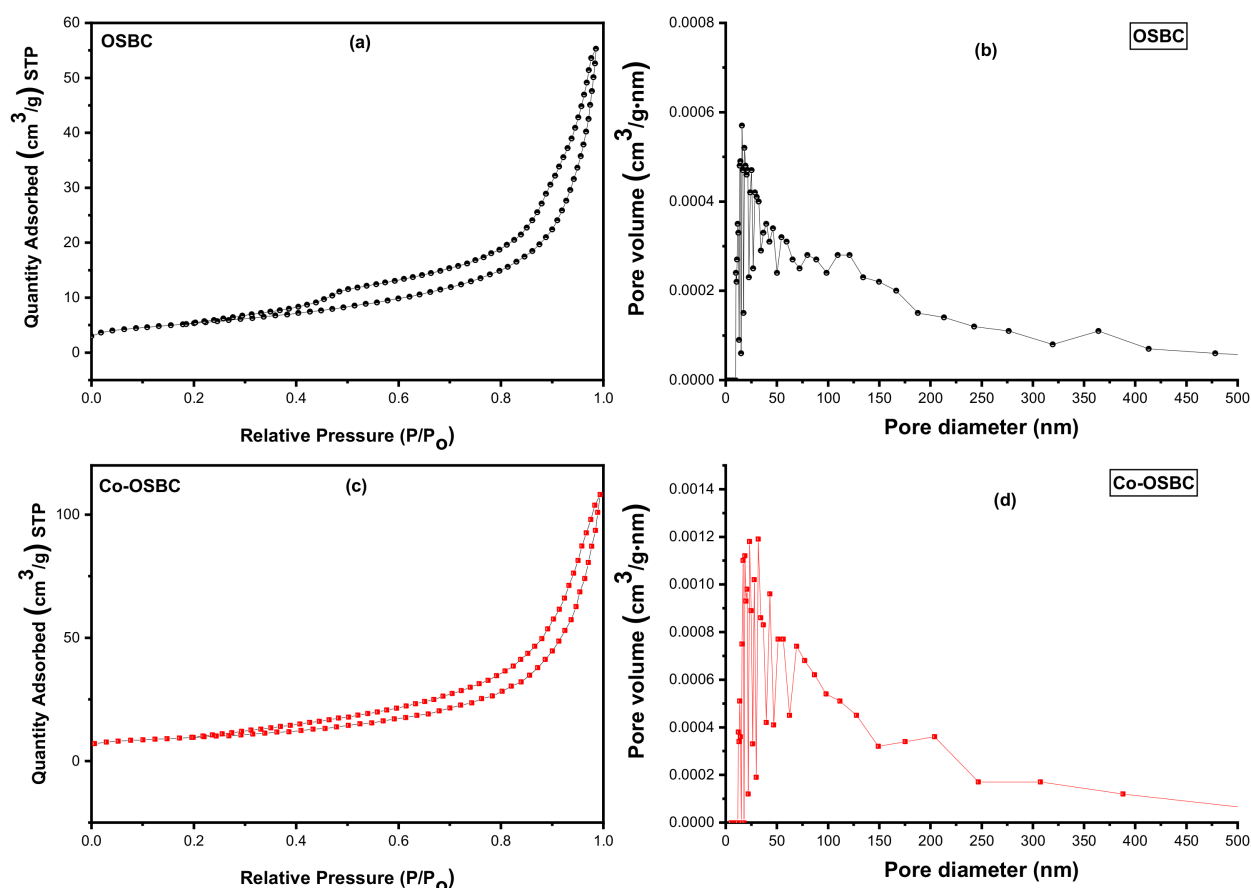 OSBC
(a)
Quantity Adsorbed (cm³/g) STP
60
50
40
30
20
10
0
0.0 0.2 0.4 0.6 0.8 1.0
Relative Pressure (P/Pₒ)
OSBC
(b)
Pore volume (cm³/g·nm)
0.0008
0.0006
0.0004
0.0002
0.0000
0 50 100 150 200 250 300 350 400 450 500
Pore diameter (nm)
Co-OSBC
(c)
Quantity Adsorbed (cm³/g) STP
100
50
0
0.0 0.2 0.4 0.6 0.8 1.0
Relative Pressure (P/Pₒ)
Co-OSBC
(d)
Pore volume (cm³/g·nm)
0.0014
0.0012
0.0010
0.0008
0.0006
0.0004
0.0002
0.0000
0 50 100 150 200 250 300 350 400 450 500
Pore diameter (nm)